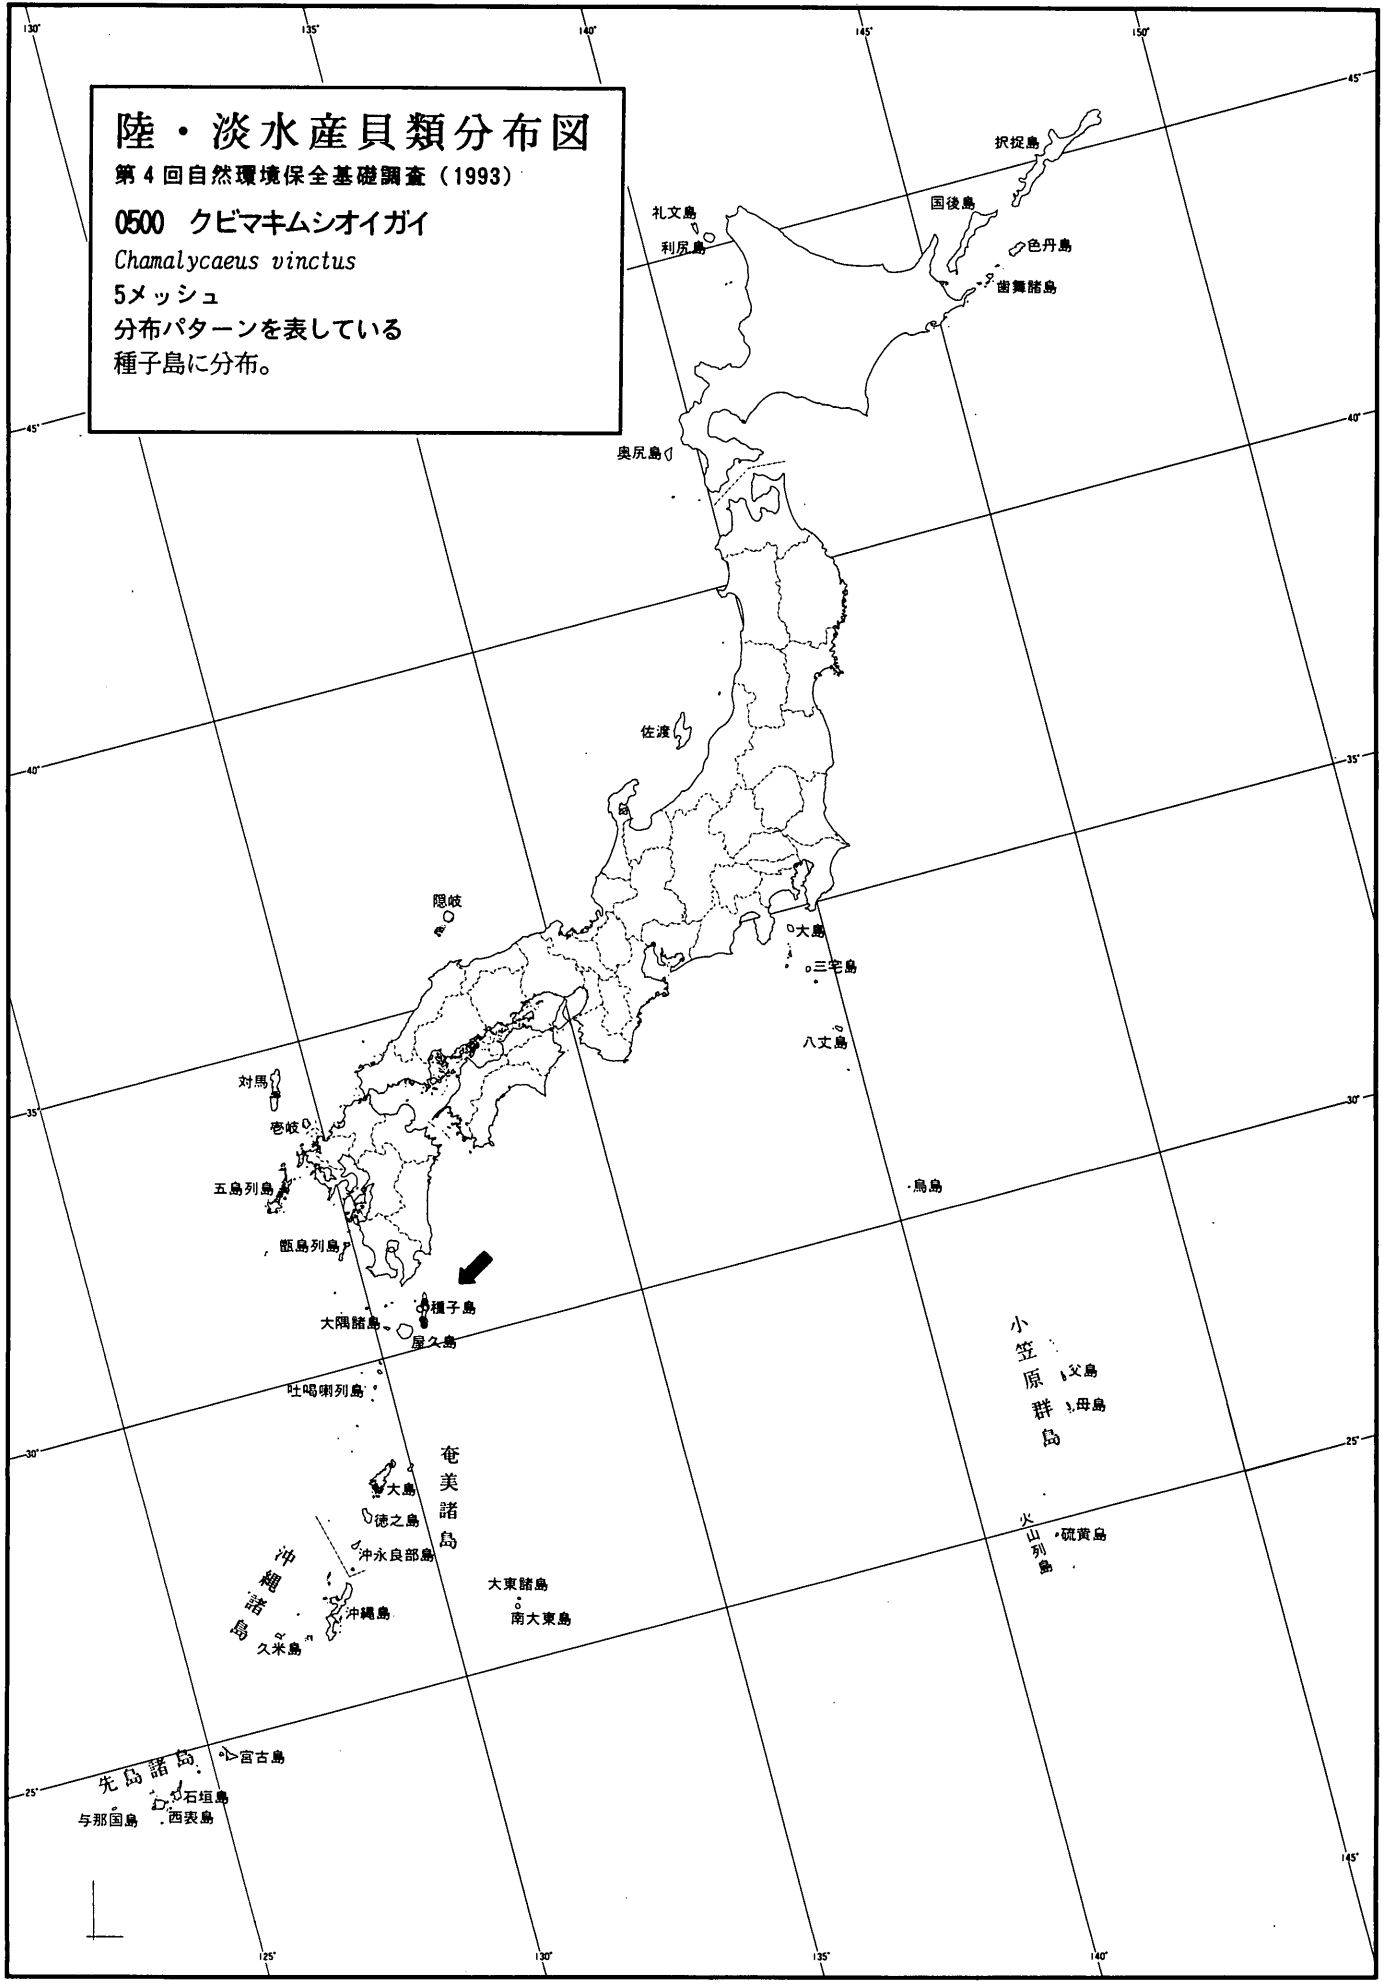 130°
135°
140°
145°
150°
45°
陸・淡水産貝類分布図
第4回自然環境保全基礎調査（1993）
0500 クビマキムシオイガイ
Chamalycaeus vinctus
5メッシュ
分布パターンを表している
種子島に分布。
択捉島
国後島
色丹島
歯舞諸島
礼文島
利尻島
奥尻島
45°
40°
佐渡
40°
35°
隠岐
大島
三宅島
八丈島
対馬
壱岐
35°
30°
五島列島
甑島列島
鳥島
種子島
大隅諸島
屋久島
吐噶喇列島
小笠原群島
父島
母島
30°
25°
奄美諸島
大島
徳之島
沖永良部島
沖縄諸島
沖縄島
久米島
大東諸島
南大東島
火山列島
硫黄島
先島諸島
宮古島
石垣島
西表島
与那国島
25°
145°
125°
130°
135°
140°